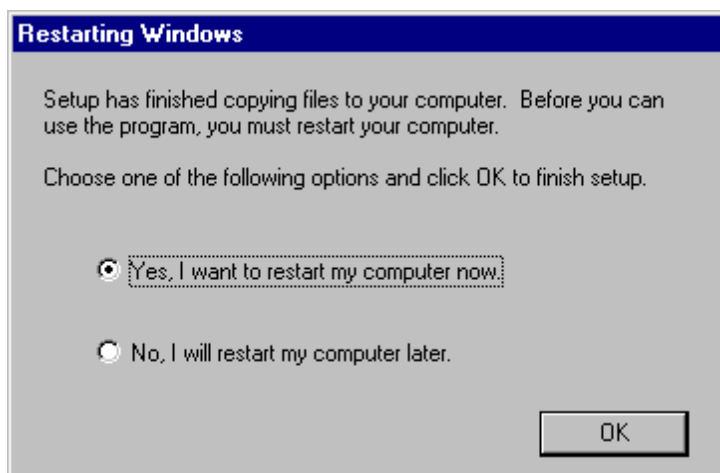 Restarting Windows
Setup has finished copying files to your computer.  Before you can
use the program, you must restart your computer.
Choose one of the following options and click OK to finish setup.
Yes, I want to restart my computer now.
No, I will restart my computer later.
OK